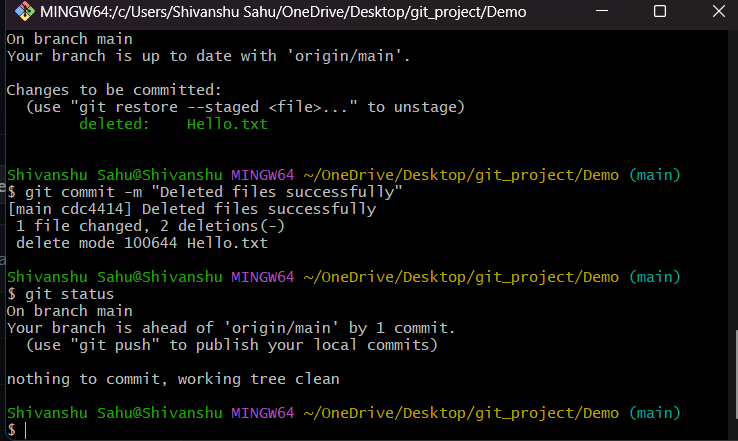 MINGW64:/c/Users/Shivanshu Sahu/OneDrive/Desktop/git_project/Demo
On branch main
Your branch is up to date with 'origin/main'.
Changes to be committed:
(use "git restore --staged <file>..." to unstage)
deleted:    Hello.txt
Shivanshu Sahu@Shivanshu MINGW64 ~/OneDrive/Desktop/git_project/Demo (main)
$ git commit -m "Deleted files successfully"
[main cdc4414] Deleted files successfully
1 file changed, 2 deletions(-)
delete mode 100644 Hello.txt
Shivanshu Sahu@Shivanshu MINGW64 ~/OneDrive/Desktop/git_project/Demo (main)
$ git status
On branch main
Your branch is ahead of 'origin/main' by 1 commit.
(use "git push" to publish your local commits)
nothing to commit, working tree clean
Shivanshu Sahu@Shivanshu MINGW64 ~/OneDrive/Desktop/git_project/Demo (main)
$